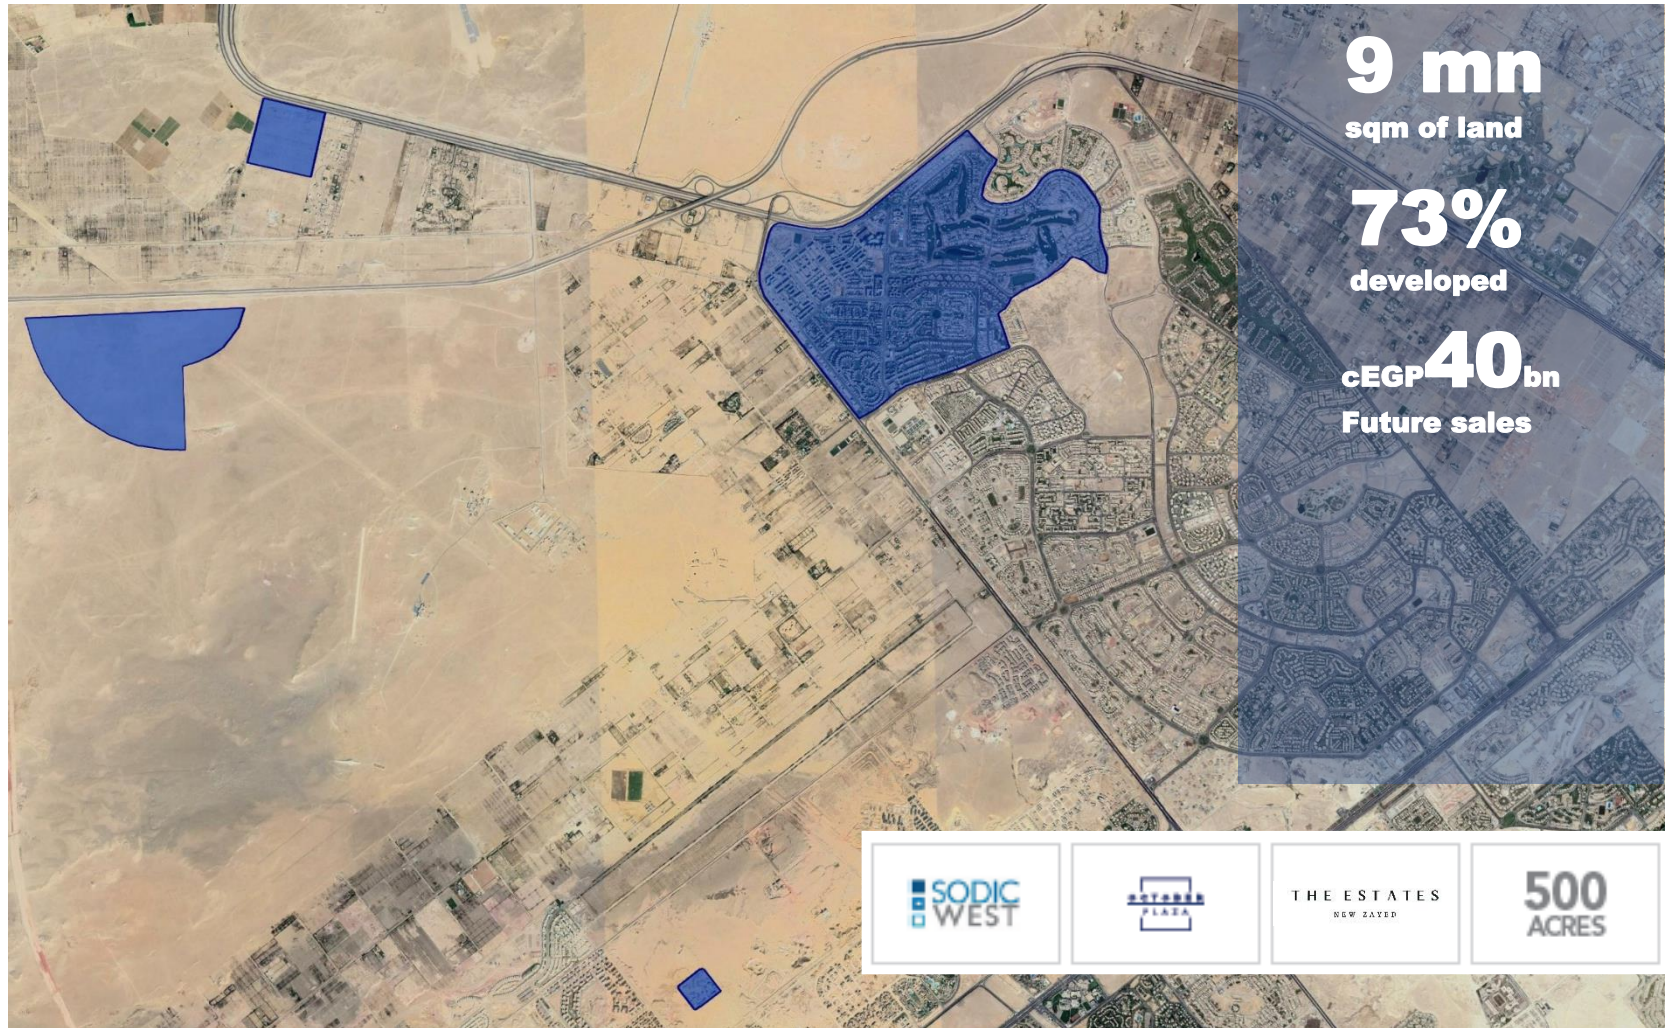 9 mn
sqm of land
73%
developed
cEGP40bn
Future sales
SODIC
WEST
OCTOBER
PLAZA
THE ESTATES
NEW ZAYED
500
ACRES